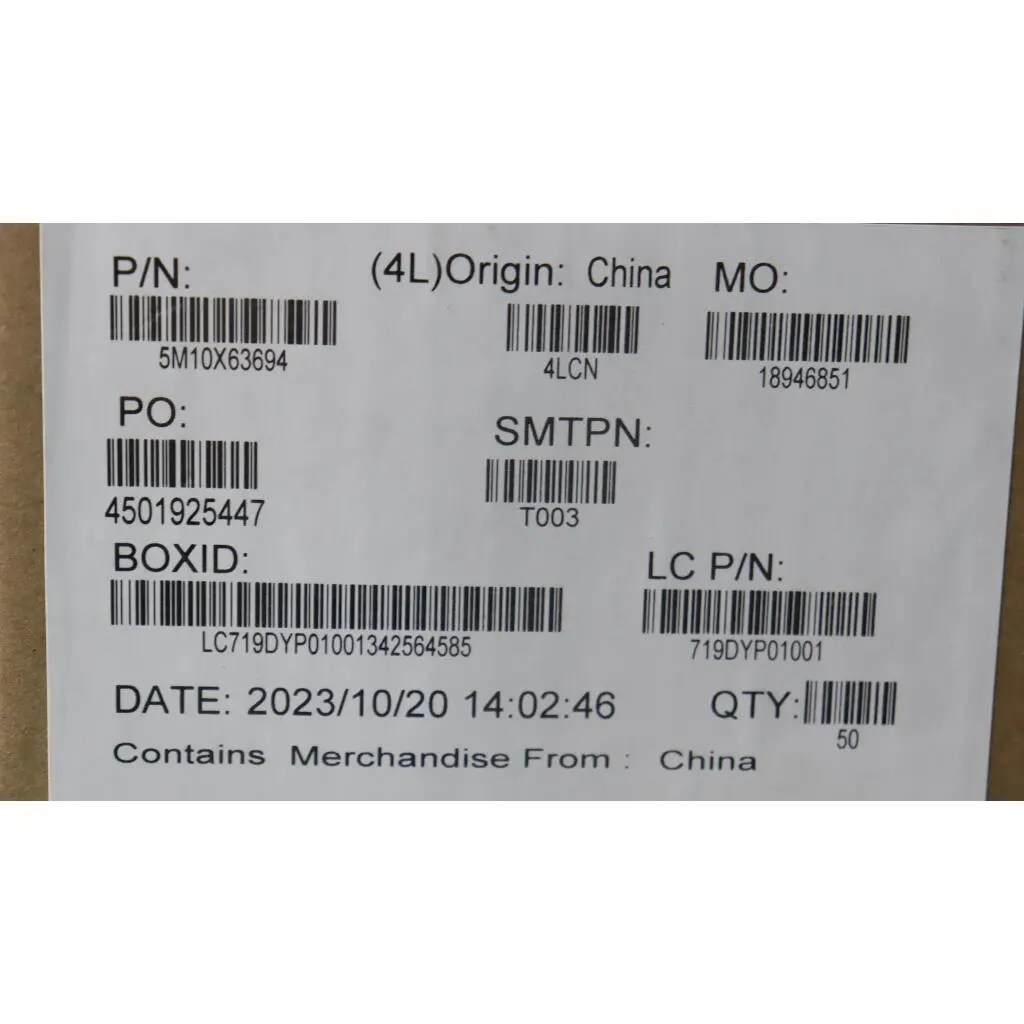 P/N: (4L)Origin: China MO:
5M10X63694 4LCN 18946851
PO: SMTPN:
4501925447 T003
BOXID: LC P/N:
LC719DYP01001342564585 719DYP01001
DATE: 2023/10/20 14:02:46 QTY:
50
Contains Merchandise From : China